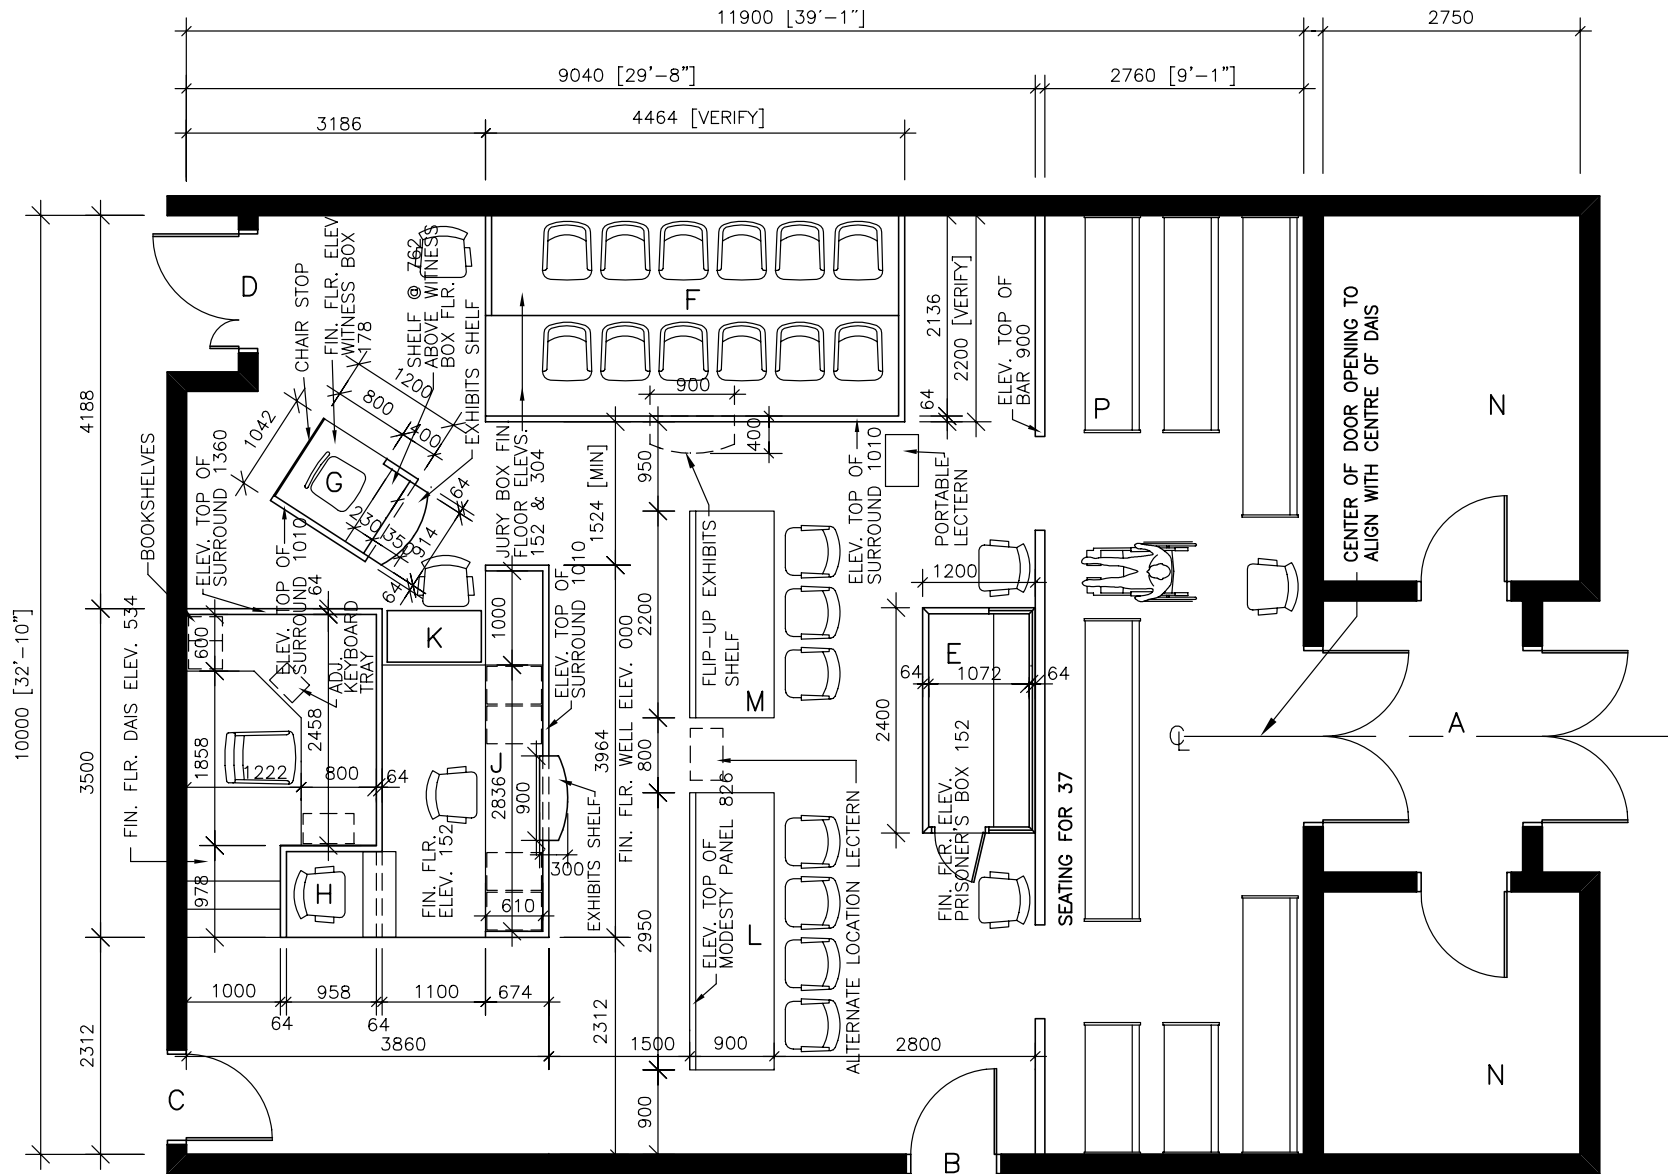 11900 [39'-1"]
2750
9040 [29'-8"]
2760 [9'-1"]
3186
4464 [VERIFY]
10000 [32'-10"]
4188
3500
2312
D
CHAIR STOP
FIN. FLR. ELEV
WITNESS BOX
178
SHELF @ 762
ABOVE WITNESS
BOX FLR.
EXHIBITS SHELF
1200
800
400
1042
G
230
350
914
64
64
F
900
400
2136
2200 [VERIFY]
64
ELEV. TOP OF
BAR 900
P
N
CENTER OF DOOR OPENING TO
ALIGN WITH CENTRE OF DAIS
BOOKSHELVES
ELEV. TOP OF
SURROUND 1360
ELEV. TOP OF
SURROUND 1010
64
ADJ.
KEYBOARD
TRAY
600
FIN. FLR. DAIS ELEV. 534
2458
1858
1222
800
64
978
H
K
JURY BOX FIN.
FLOOR ELEVS.
152 & 304
1524 [MIN]
950
ELEV. TOP OF
SURROUND 1010
1000
J
2836
900
300
610
EXHIBITS SHELF
FIN. FLR.
ELEV. 152
FIN. FLR. WELL ELEV. 000
3964
2200
800
2950
FLIP-UP EXHIBITS
SHELF
M
ELEV. TOP OF
SURROUND 1010
PORTABLE
LECTERN
1200
E
64
1072
64
2400
FIN. FLR. ELEV.
PRISONER'S BOX 152
SEATING FOR 37
CL
A
ELEV. TOP OF
MODESTY PANEL 826
L
ALTERNATE LOCATION LECTERN
1000
958
1100
674
64
64
3860
2312
1500
900
2800
900
C
B
N